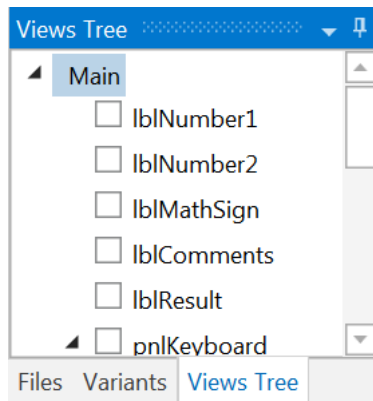 Views Tree
Main
lblNumber1
lblNumber2
lblMathSign
lblComments
lblResult
pnlKeyboard
Files Variants Views Tree